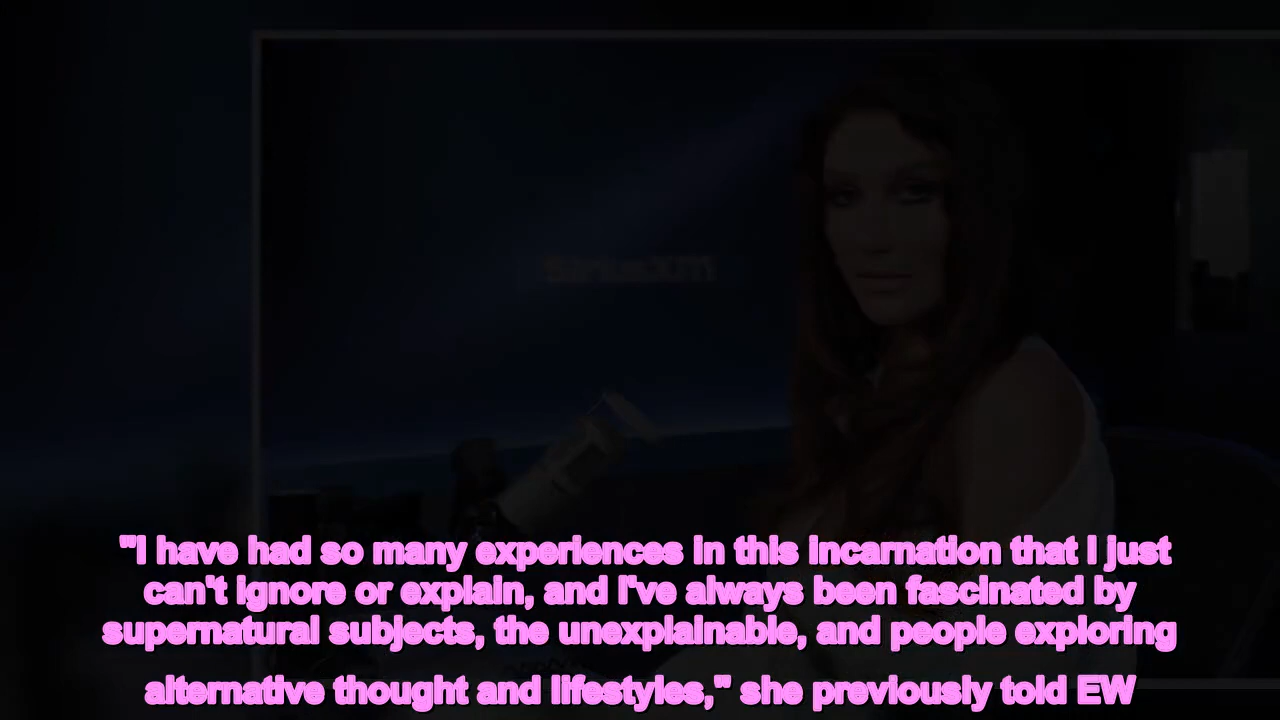 SiriusXM
"I have had so many experiences in this incarnation that I just
can't ignore or explain, and I've always been fascinated by
supernatural subjects, the unexplainable, and people exploring
alternative thought and lifestyles," she previously told EW